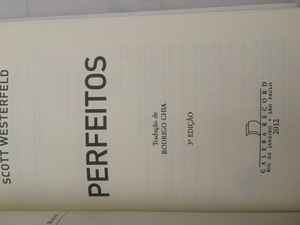 SCOTT WESTERFELD
PERFEITOS
Tradução de
RODRIGO CHIA
3ª EDIÇÃO
GALERA RECORD
RIO DE JANEIRO • SÃO PAULO
2012